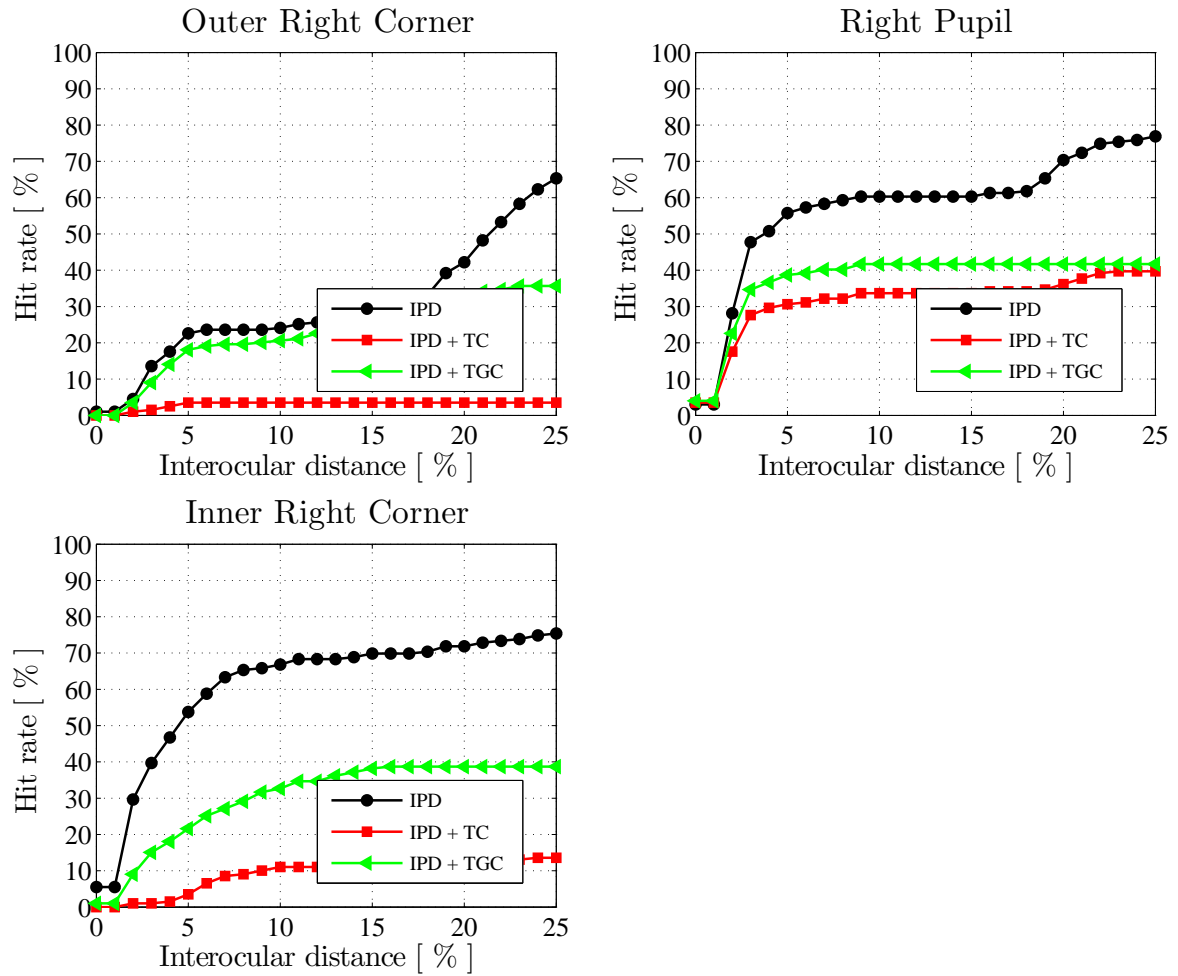 Outer Right Corner
100
90
80
70
60
50
40
30
20
10
0
Hit rate [ % ]
IPD
IPD + TC
IPD + TGC
0 5 10 15 20 25
Interocular distance [ % ]
Right Pupil
100
90
80
70
60
50
40
30
20
10
0
Hit rate [ % ]
IPD
IPD + TC
IPD + TGC
0 5 10 15 20 25
Interocular distance [ % ]
Inner Right Corner
100
90
80
70
60
50
40
30
20
10
0
Hit rate [ % ]
IPD
IPD + TC
IPD + TGC
0 5 10 15 20 25
Interocular distance [ % ]